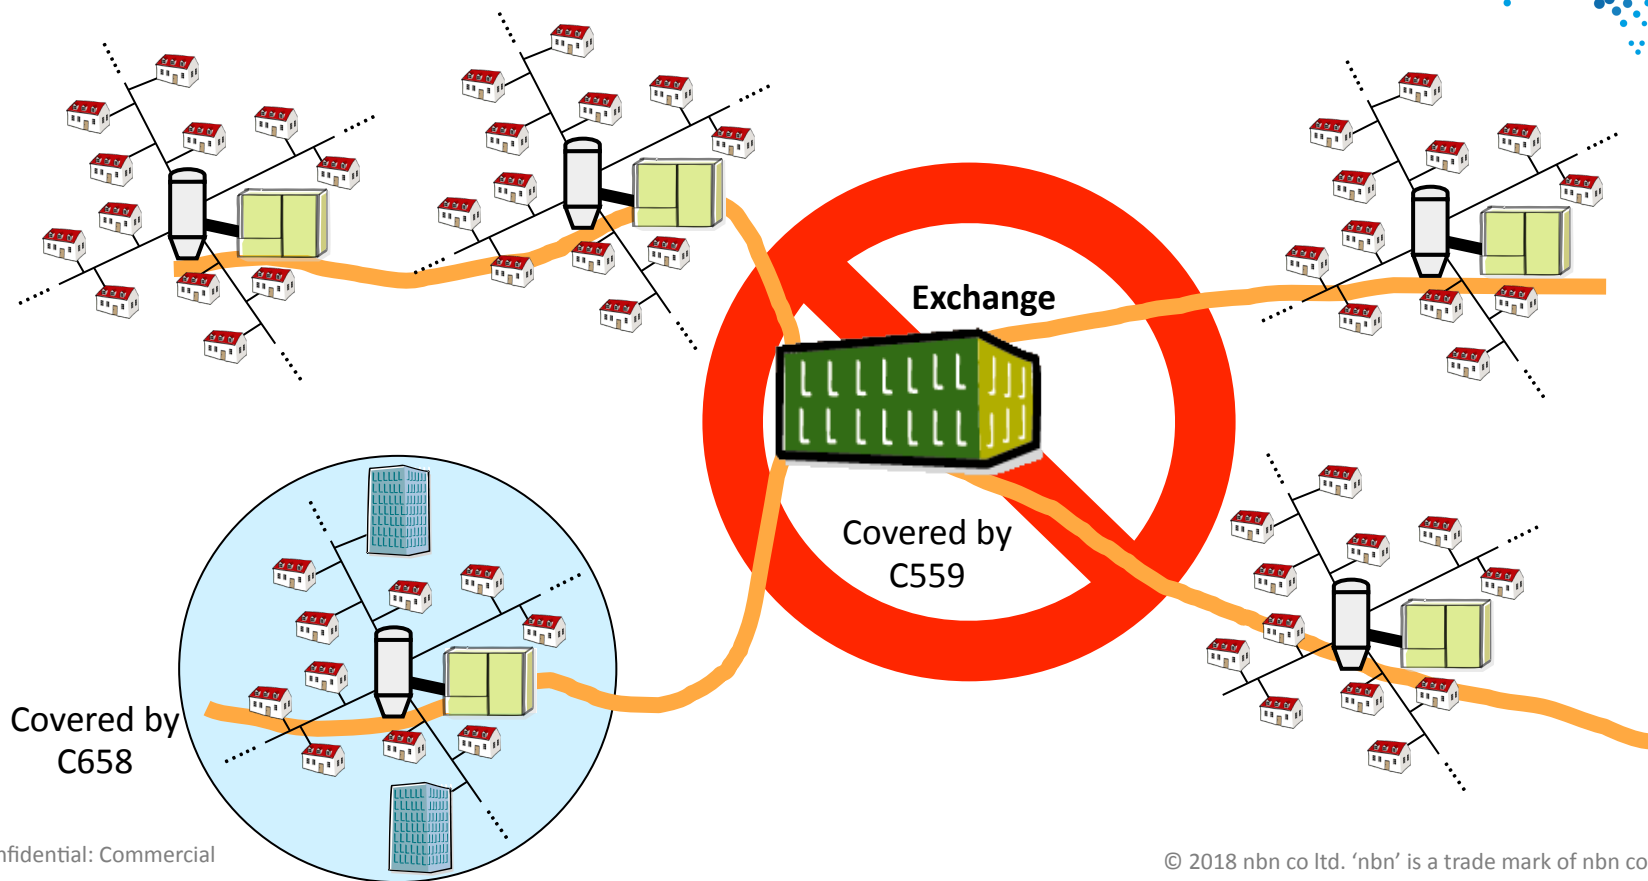 Exchange
Covered by
C559
Covered by
C658
nfidential: Commercial
© 2018 nbn co ltd. ‘nbn’ is a trade mark of nbn co